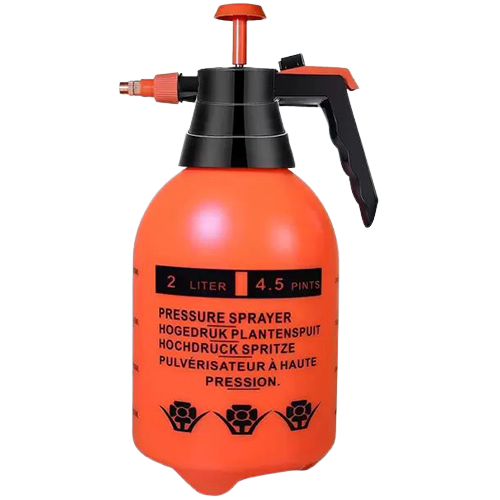 2 LITER 4.5 PINTS
PRESSURE SPRAYER
HOGEDRUK PLANTENSPUIT
HOCHDRUCK SPRITZE
PULVÉRISATEUR À HAUTE
PRESSION.